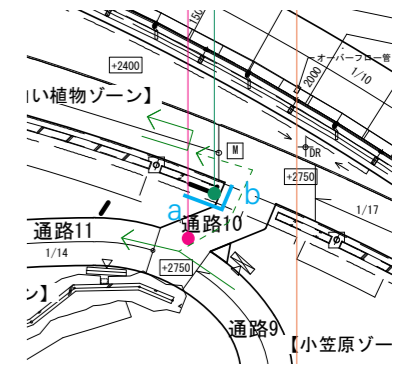 150
オーバーフロー管
+2400
2000
1/10
い植物ゾーン】
M
DR
+2750
a
b
1/17
通路10
通路11
1/14
+2750
ン】
通路9
【小笠原ゾー